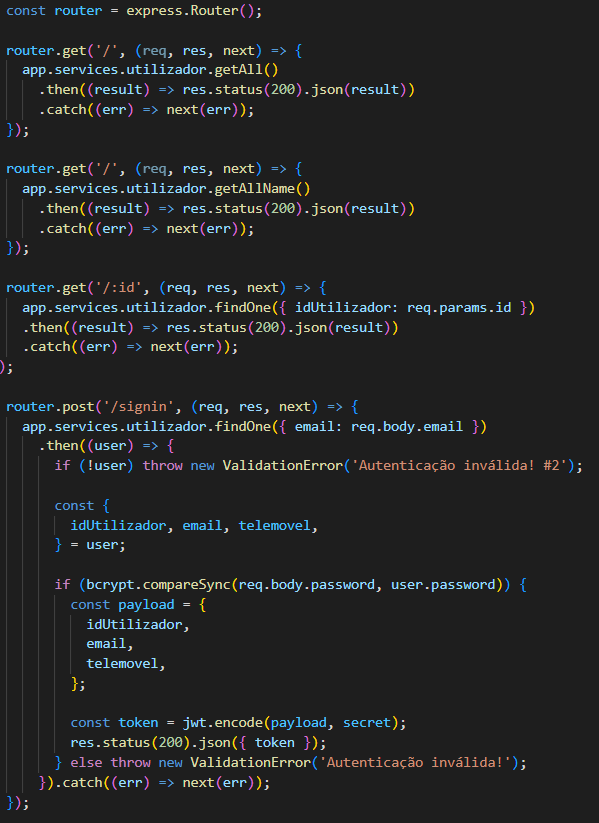 const router = express.Router();
router.get('/', (req, res, next) => {
app.services.utilizador.getAll()
.then((result) => res.status(200).json(result))
.catch((err) => next(err));
});
router.get('/', (req, res, next) => {
app.services.utilizador.getAllName()
.then((result) => res.status(200).json(result))
.catch((err) => next(err));
});
router.get('/:id', (req, res, next) => {
app.services.utilizador.findOne({ idUtilizador: req.params.id })
.then((result) => res.status(200).json(result))
.catch((err) => next(err));
);
router.post('/signin', (req, res, next) => {
app.services.utilizador.findOne({ email: req.body.email })
.then((user) => {
if (!user) throw new ValidationError('Autenticação inválida! #2');
const {
idUtilizador, email, telemovel,
} = user;
if (bcrypt.compareSync(req.body.password, user.password)) {
const payload = {
idUtilizador,
email,
telemovel,
};
const token = jwt.encode(payload, secret);
res.status(200).json({ token });
} else throw new ValidationError('Autenticação inválida!');
}).catch((err) => next(err));
});